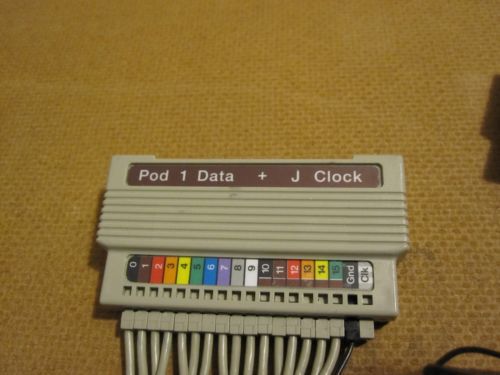 Pod 1 Data + J Clock
0 1 2 3 4 5 6 7 8 9 10 11 12 13 14 15 Gnd Clk